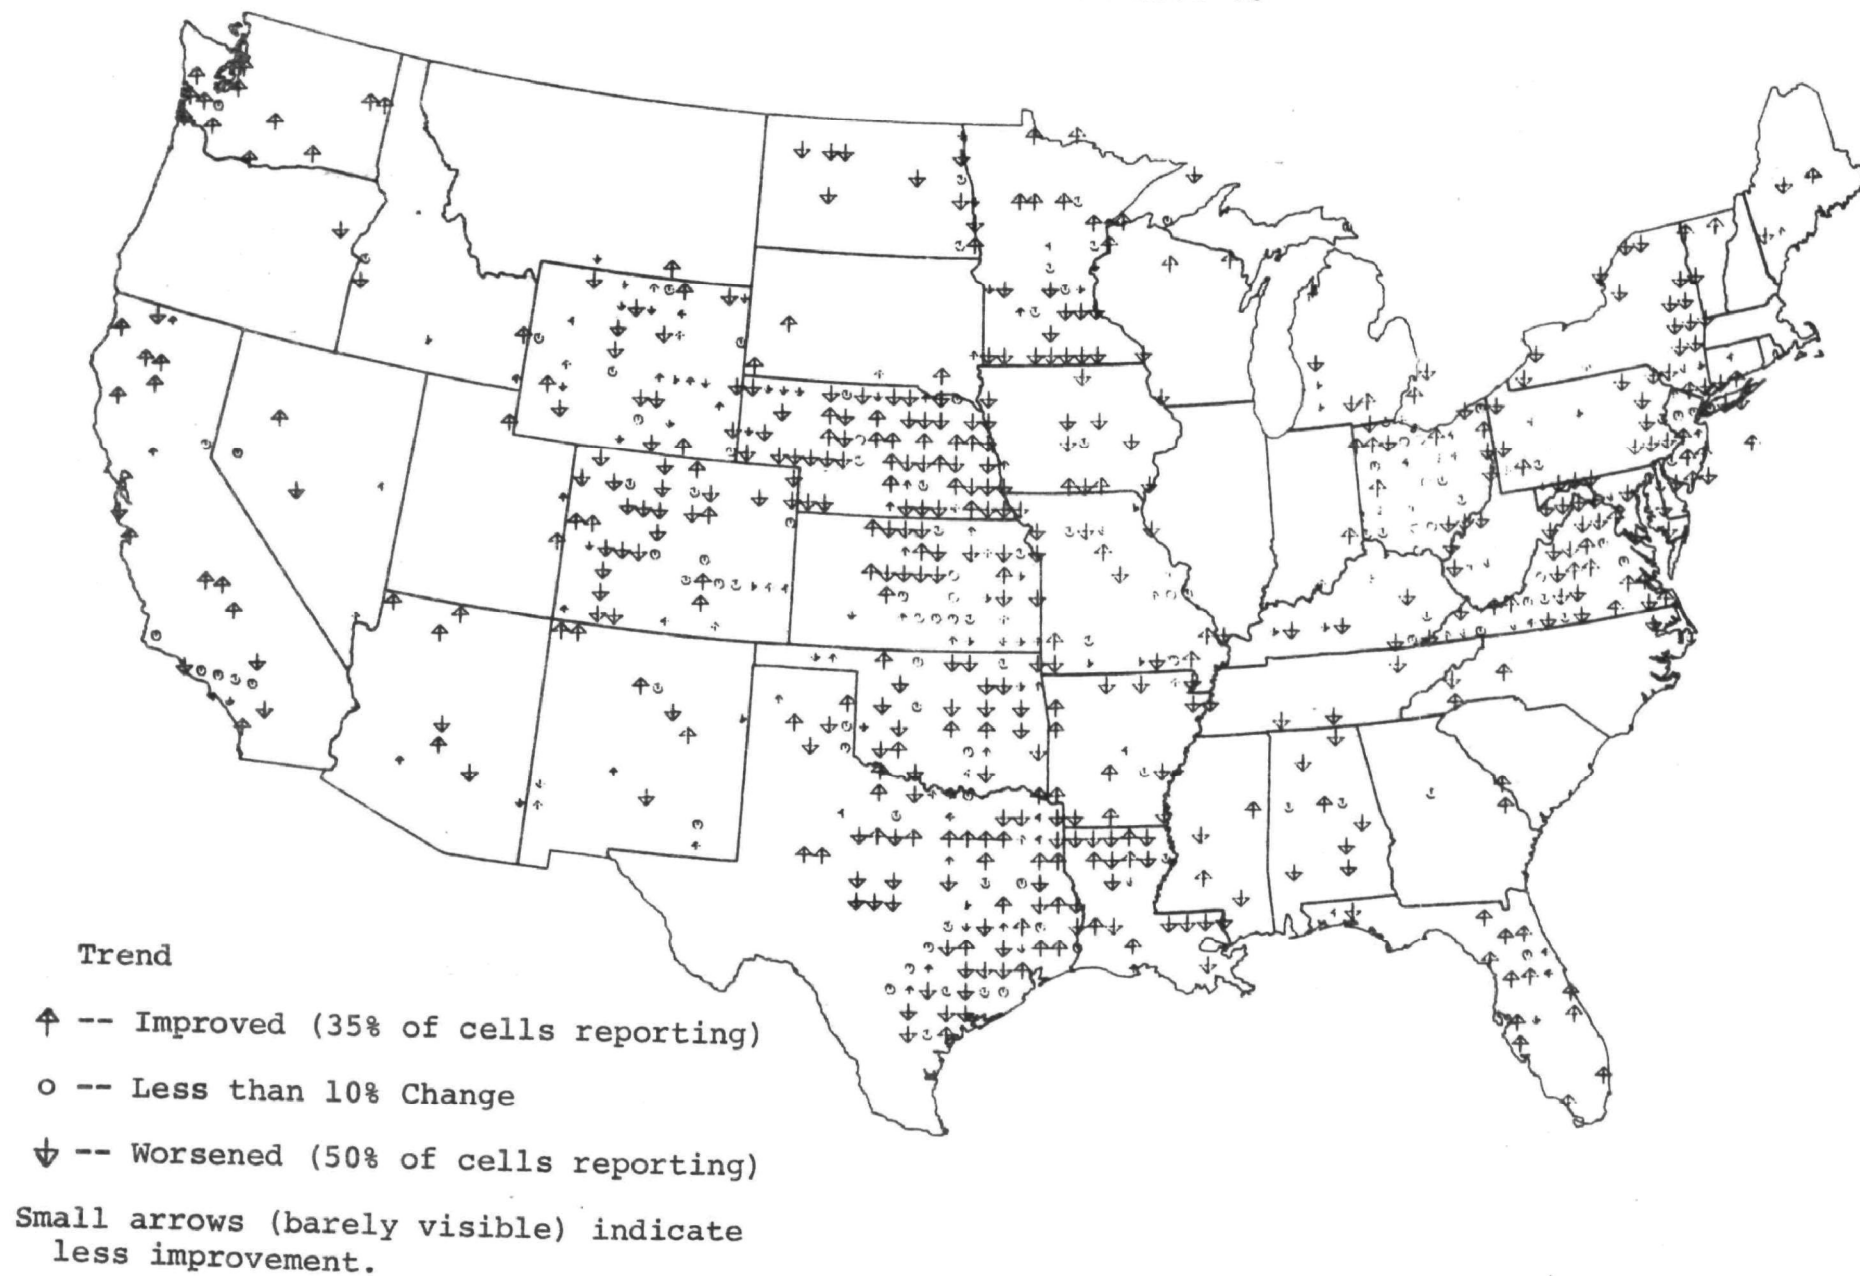 Trend
↑ -- Improved (35% of cells reporting)
o -- Less than 10% Change
↓ -- Worsened (50% of cells reporting)
Small arrows (barely visible) indicate
less improvement.